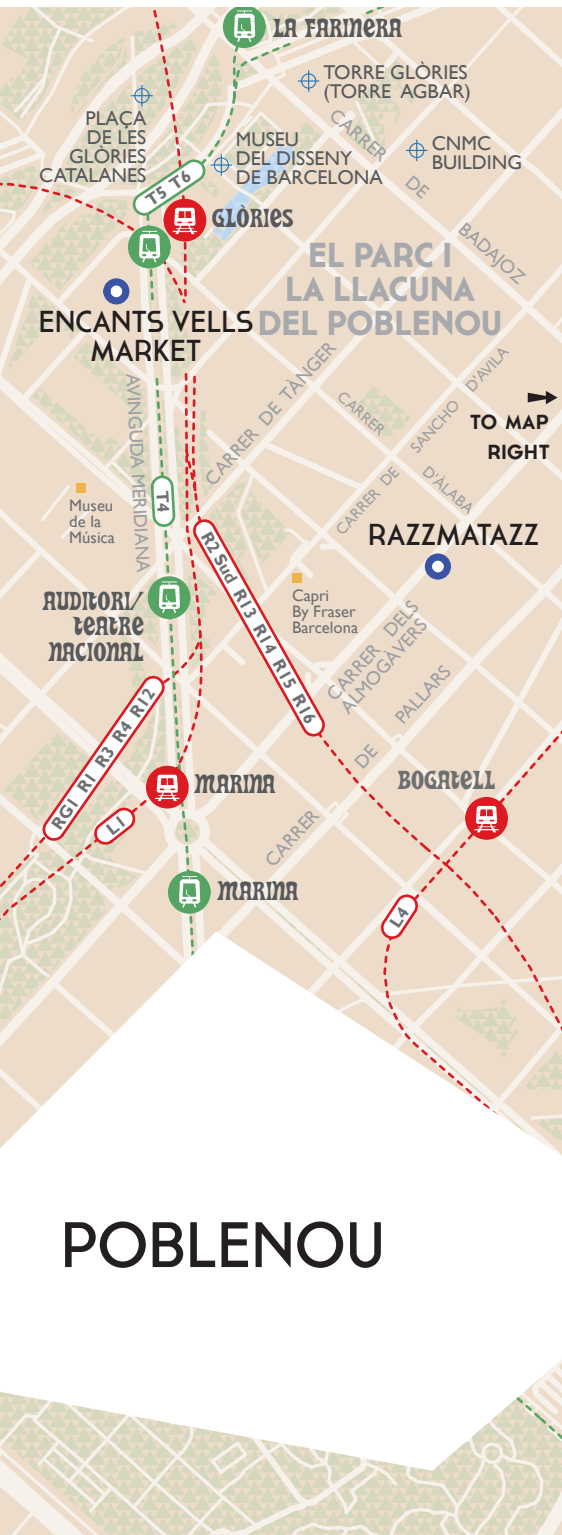 LA FARINERA
TORRE GLÒRIES
(TORRE AGBAR)
PLAÇA
DE LES
GLÒRIES
CATALANES
MUSEU
DEL DISSENY
DE BARCELONA
CARRER DE BADAJOZ
CNMC
BUILDING
T5 T6
GLÒRIES
EL PARC I
LA LLACUNA
DEL POBLENOU
ENCANTS VELLS
MARKET
AVINGUDA MERIDIANA
CARRER DE TÀNGER
CARRER D'ÀLABA
CARRER DE SANCHO D'AVILA
TO MAP
RIGHT
T4
Museu
de la
Música
RAZZMATAZZ
R2 Sud R13 R14 R15 R16
AUDITORI/
TEATRE
NACIONAL
Capri
By Fraser
Barcelona
CARRER DELS
ALMOGÀVERS
CARRER DE PALLARS
RG1 R1 R3 R4 R12
L1
MARINA
BOGATELL
MARINA
L4
POBLENOU